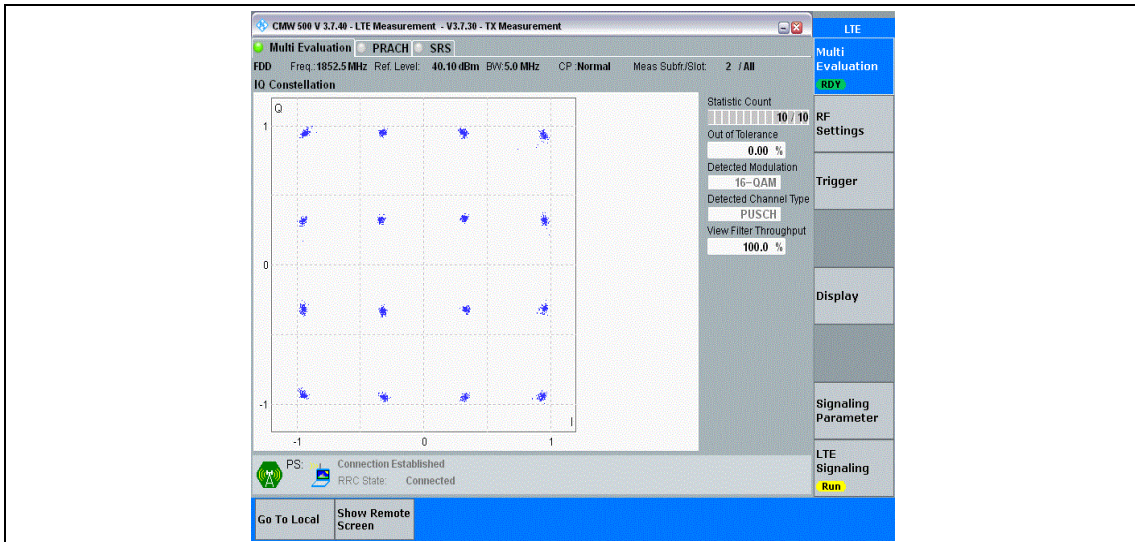 CMW 500 V 3.7.40 - LTE Measurement - V3.7.30 - TX Measurement
LTE
Multi Evaluation PRACH SRS
Multi
Evaluation
RDY
FDD Freq.:1852.5 MHz Ref. Level: 40.10 dBm BW:5.0 MHz CP :Normal Meas Subfr./Slot: 2 / All
IQ Constellation
Q
1
0
-1
I
-1 0 1
Statistic Count
10 / 10
Out of Tolerance
0.00 %
Detected Modulation
16-QAM
Detected Channel Type
PUSCH
View Filter Throughput
100.0 %
RF
Settings
Trigger
Display
Signaling
Parameter
LTE
Signaling
Run
PS: Connection Established
RRC State: Connected
Go To Local
Show Remote
Screen